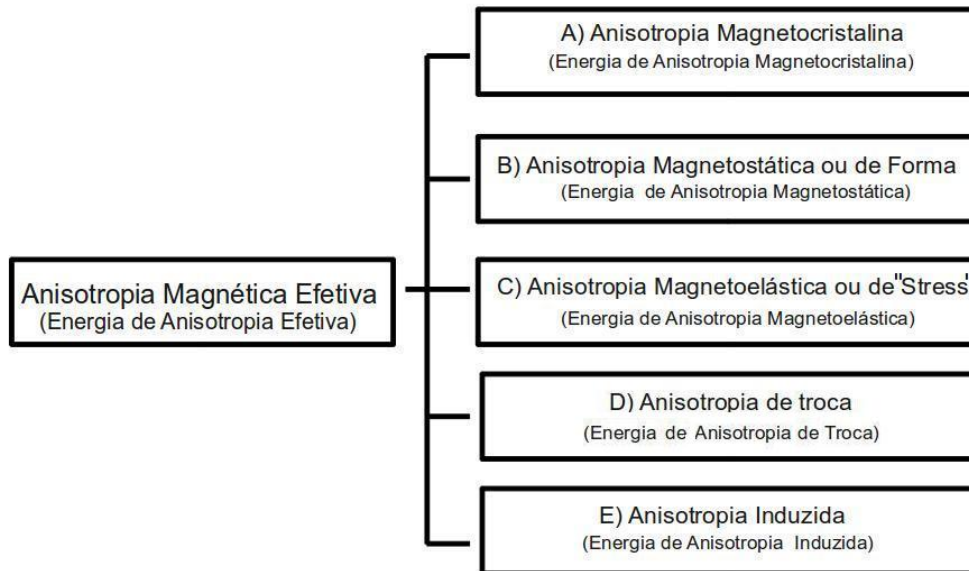 A) Anisotropia Magnetocristalina
(Energia de Anisotropia Magnetocristalina)
B) Anisotropia Magnetostática ou de Forma
(Energia de Anisotropia Magnetostática)
Anisotropia Magnética Efetiva
(Energia de Anisotropia Efetiva)
C) Anisotropia Magnetoelástica ou de "Stress"
(Energia de Anisotropia Magnetoelástica)
D) Anisotropia de troca
(Energia de Anisotropia de Troca)
E) Anisotropia Induzida
(Energia de Anisotropia Induzida)